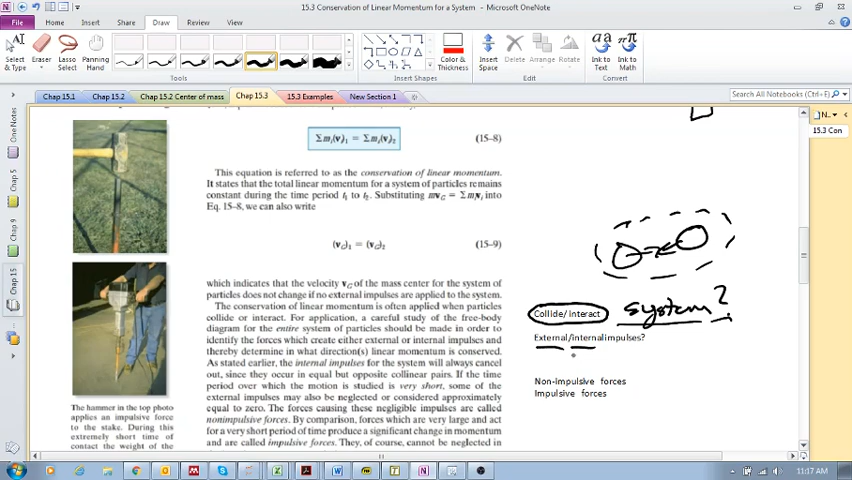 15.3 Conservation of Linear Momentum for a System - Microsoft OneNote
File Home Insert Share Draw Review View
Select & Type Eraser Lasso Select Panning Hand Color & Thickness Insert Space Ink to Text Ink to Math
Tools Insert Shapes Convert
Chap 15.1 Chap 15.2 Chap 15.2 Center of mass Chap 15.3 15.3 Examples New Section 1 Search All Notebooks (Ctrl+E)
One Notes
Chap 5
Chap 9
Chap 15
N...
15.3 Con
Σmᵢ(vᵢ)₁ = Σmᵢ(vᵢ)₂ (15–8)
This equation is referred to as the conservation of linear momentum.
It states that the total linear momentum for a system of particles remains
constant during the time period t₁ to t₂. Substituting mv_G = Σmᵢvᵢ into
Eq. 15–8, we can also write
(v_G)₁ = (v_G)₂ (15–9)
which indicates that the velocity v_G of the mass center for the system of
particles does not change if no external impulses are applied to the system.
The conservation of linear momentum is often applied when particles
collide or interact. For application, a careful study of the free-body
diagram for the entire system of particles should be made in order to
identify the forces which create either external or internal impulses and
thereby determine in what direction(s) linear momentum is conserved.
As stated earlier, the internal impulses for the system will always cancel
out, since they occur in equal but opposite collinear pairs. If the time
period over which the motion is studied is very short, some of the
external impulses may also be neglected or considered approximately
equal to zero. The forces causing these negligible impulses are called
nonimpulsive forces. By comparison, forces which are very large and act
for a very short period of time produce a significant change in momentum
and are called impulsive forces. They, of course, cannot be neglected in
The hammer in the top photo
applies an impulsive force
to the stake. During this
extremely short time of
contact the weight of the
Collide/ Interact system?
External/internal impulses?
Non-impulsive forces
Impulsive forces
11:17 AM